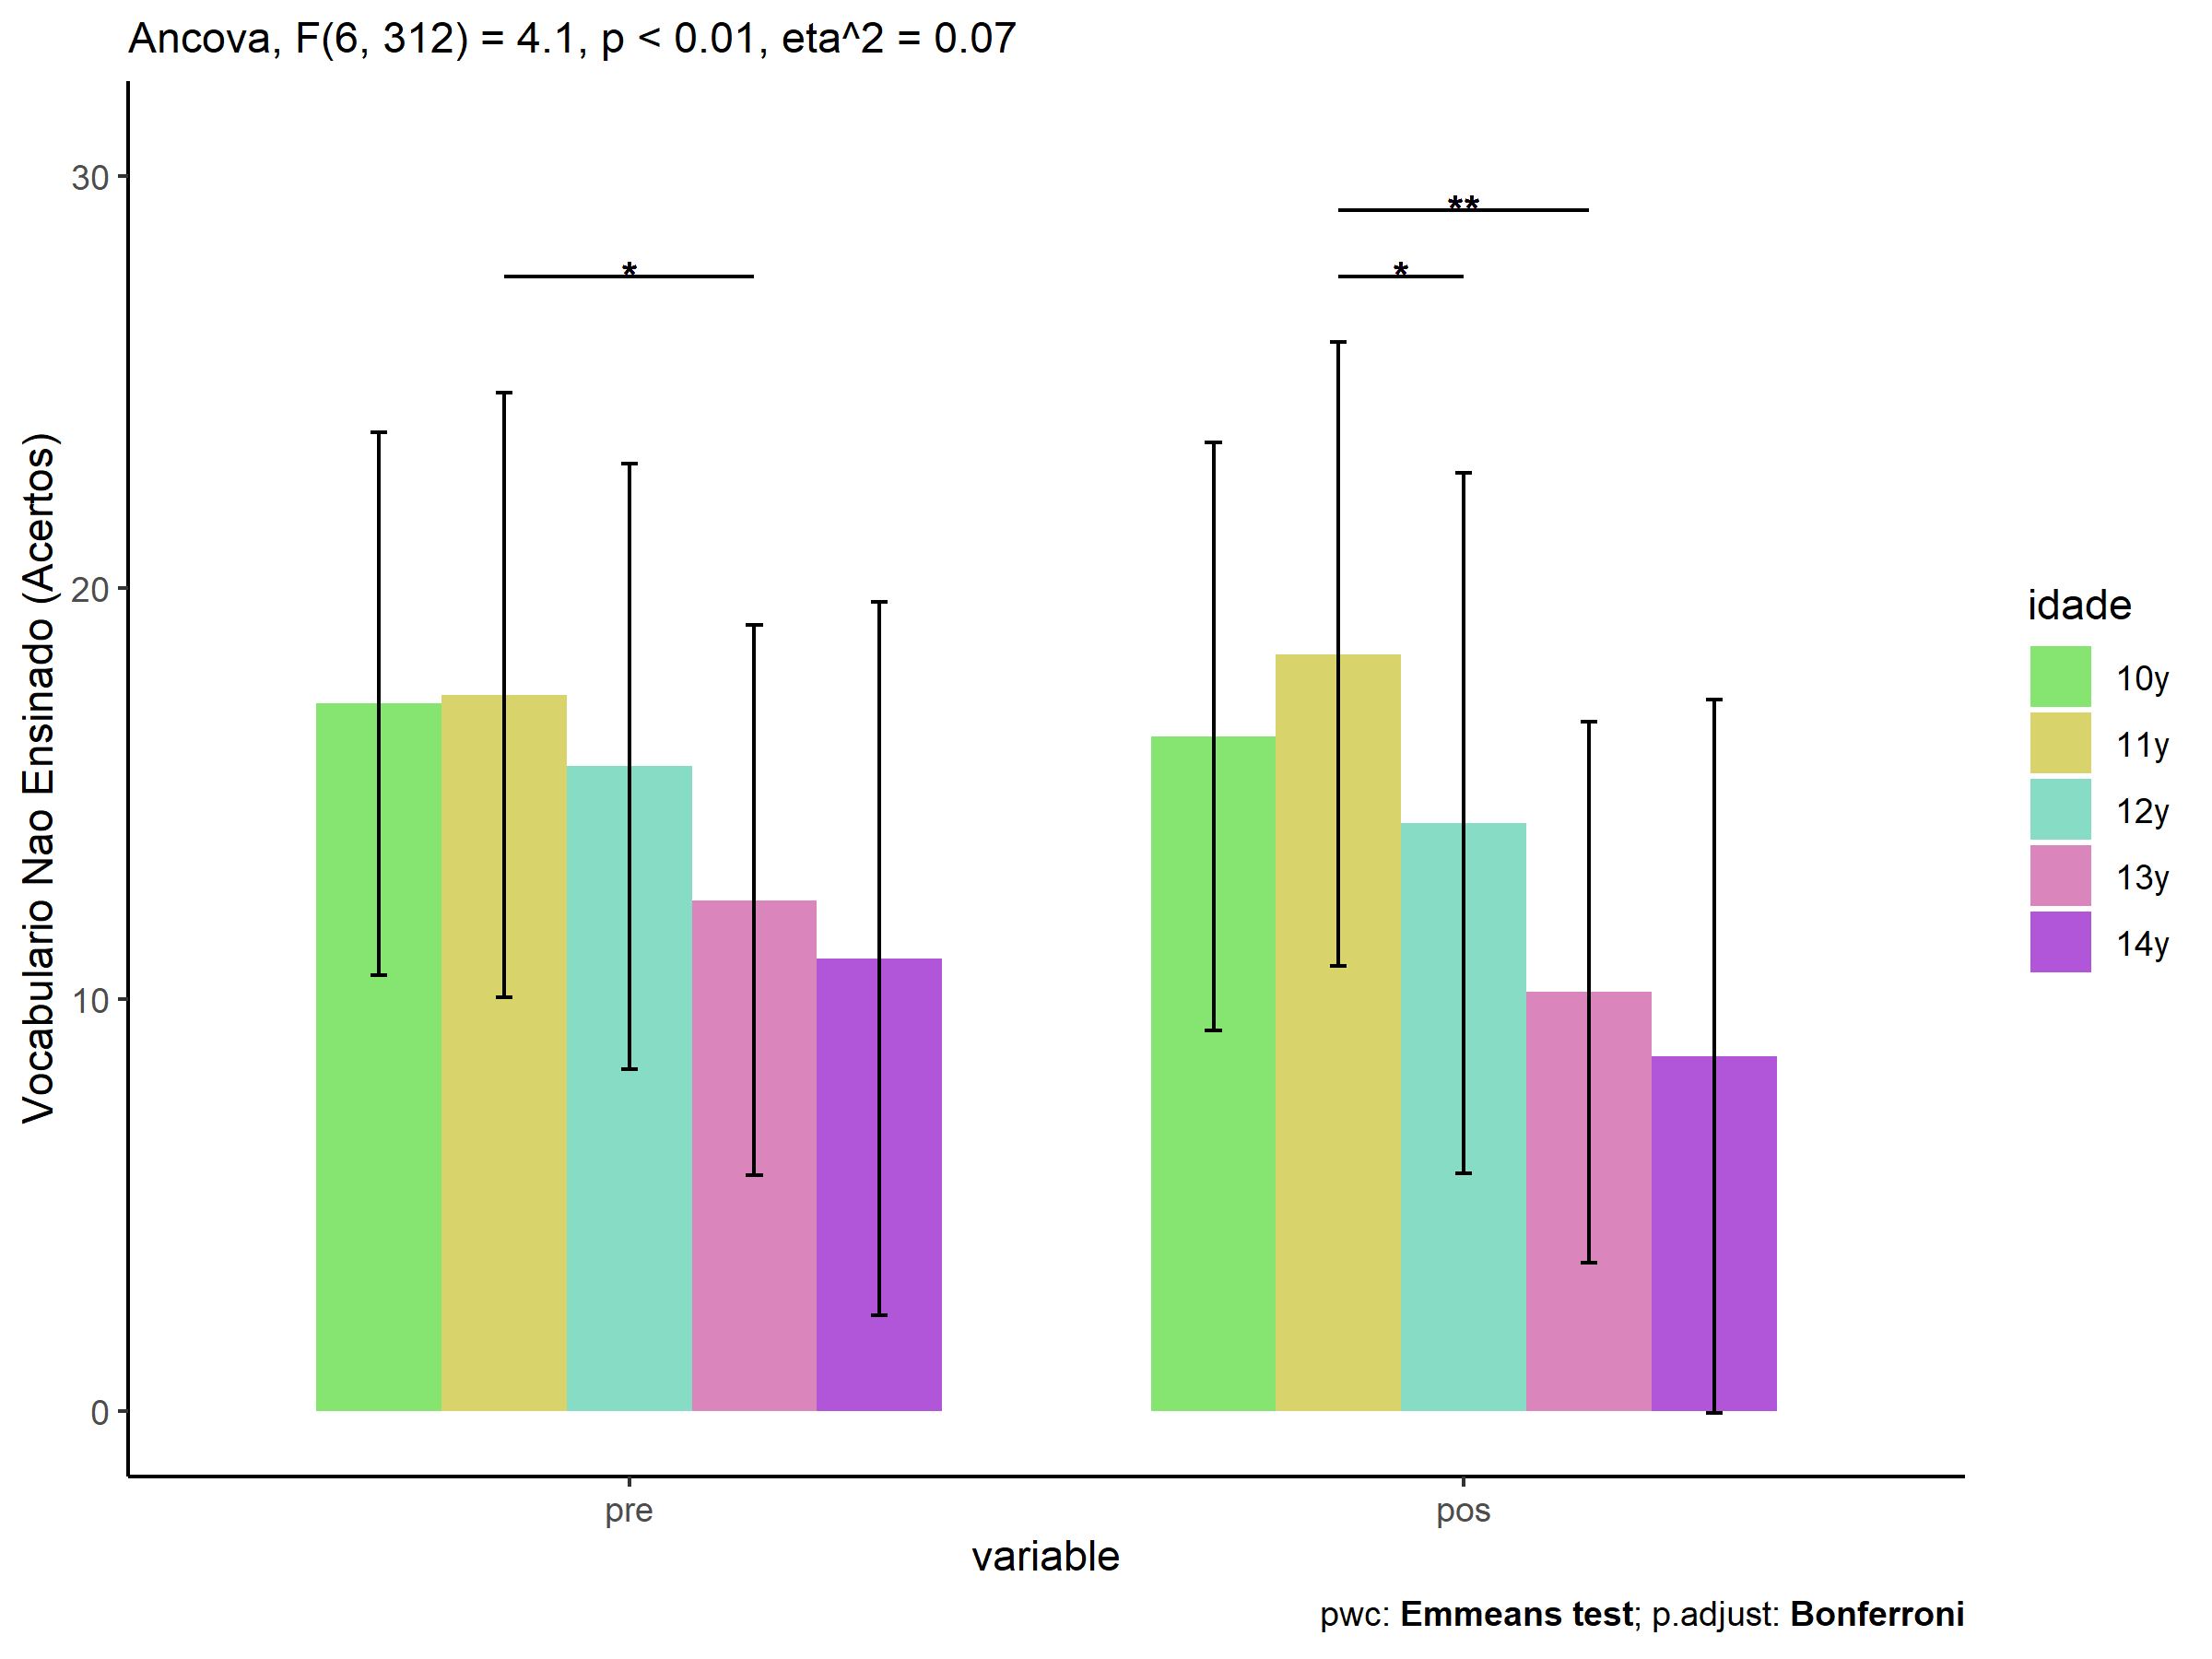 Ancova, F(6, 312) = 4.1, p < 0.01, eta^2 = 0.07
Vocabulario Nao Ensinado (Acertos)
30
20
10
0
*
**
*
pre
pos
variable
idade
10y
11y
12y
13y
14y
pwc: Emmeans test; p.adjust: Bonferroni